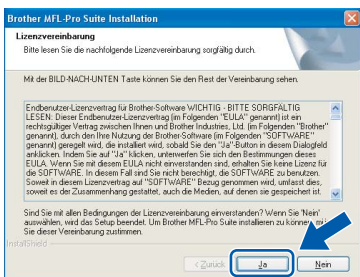 Brother MFL-Pro Suite Installation
Lizenzvereinbarung
Bitte lesen Sie die nachfolgende Lizenzvereinbarung sorgfältig durch.
Mit der BILD-NACH-UNTEN Taste können Sie den Rest der Vereinbarung sehen.
Endbenutzer-Lizenzvertrag für Brother-Software WICHTIG - BITTE SORGFÄLTIG
LESEN: Dieser Endbenutzer-Lizenzvertrag (im Folgenden "EULA" genannt) ist ein
rechtsgültiger Vertrag zwischen Ihnen und Brother Industries, Ltd. (im Folgenden "Brother"
genannt), durch den Ihre Nutzung der Brother-Software (im Folgenden "SOFTWARE"
genannt) geregelt wird, die installiert wird, sobald Sie den "Ja"-Button in diesem Dialogfeld
anklicken. Indem Sie auf "Ja" klicken, unterwerfen Sie sich den Bestimmungen dieses
EULA. Wenn Sie mit diesem EULA nicht einverstanden sind, erhalten Sie keine Lizenz für
die SOFTWARE. In diesem Fall sind Sie nicht berechtigt, die SOFTWARE zu benutzen.
Soweit in diesem Lizenzvertrag auf "SOFTWARE" Bezug genommen wird, umfasst dies,
soweit es der Zusammenhang gestattet, auch die Medien, auf denen sie gespeichert ist.
Sind Sie mit allen Bedingungen der Lizenzvereinbarung einverstanden? Wenn Sie 'Nein'
auswählen, wird das Setup beendet. Um Brother MFL-Pro Suite installieren zu können,
Sie dieser Vereinbarung zustimmen.
InstallShield
< Zurück
Ja
Nein